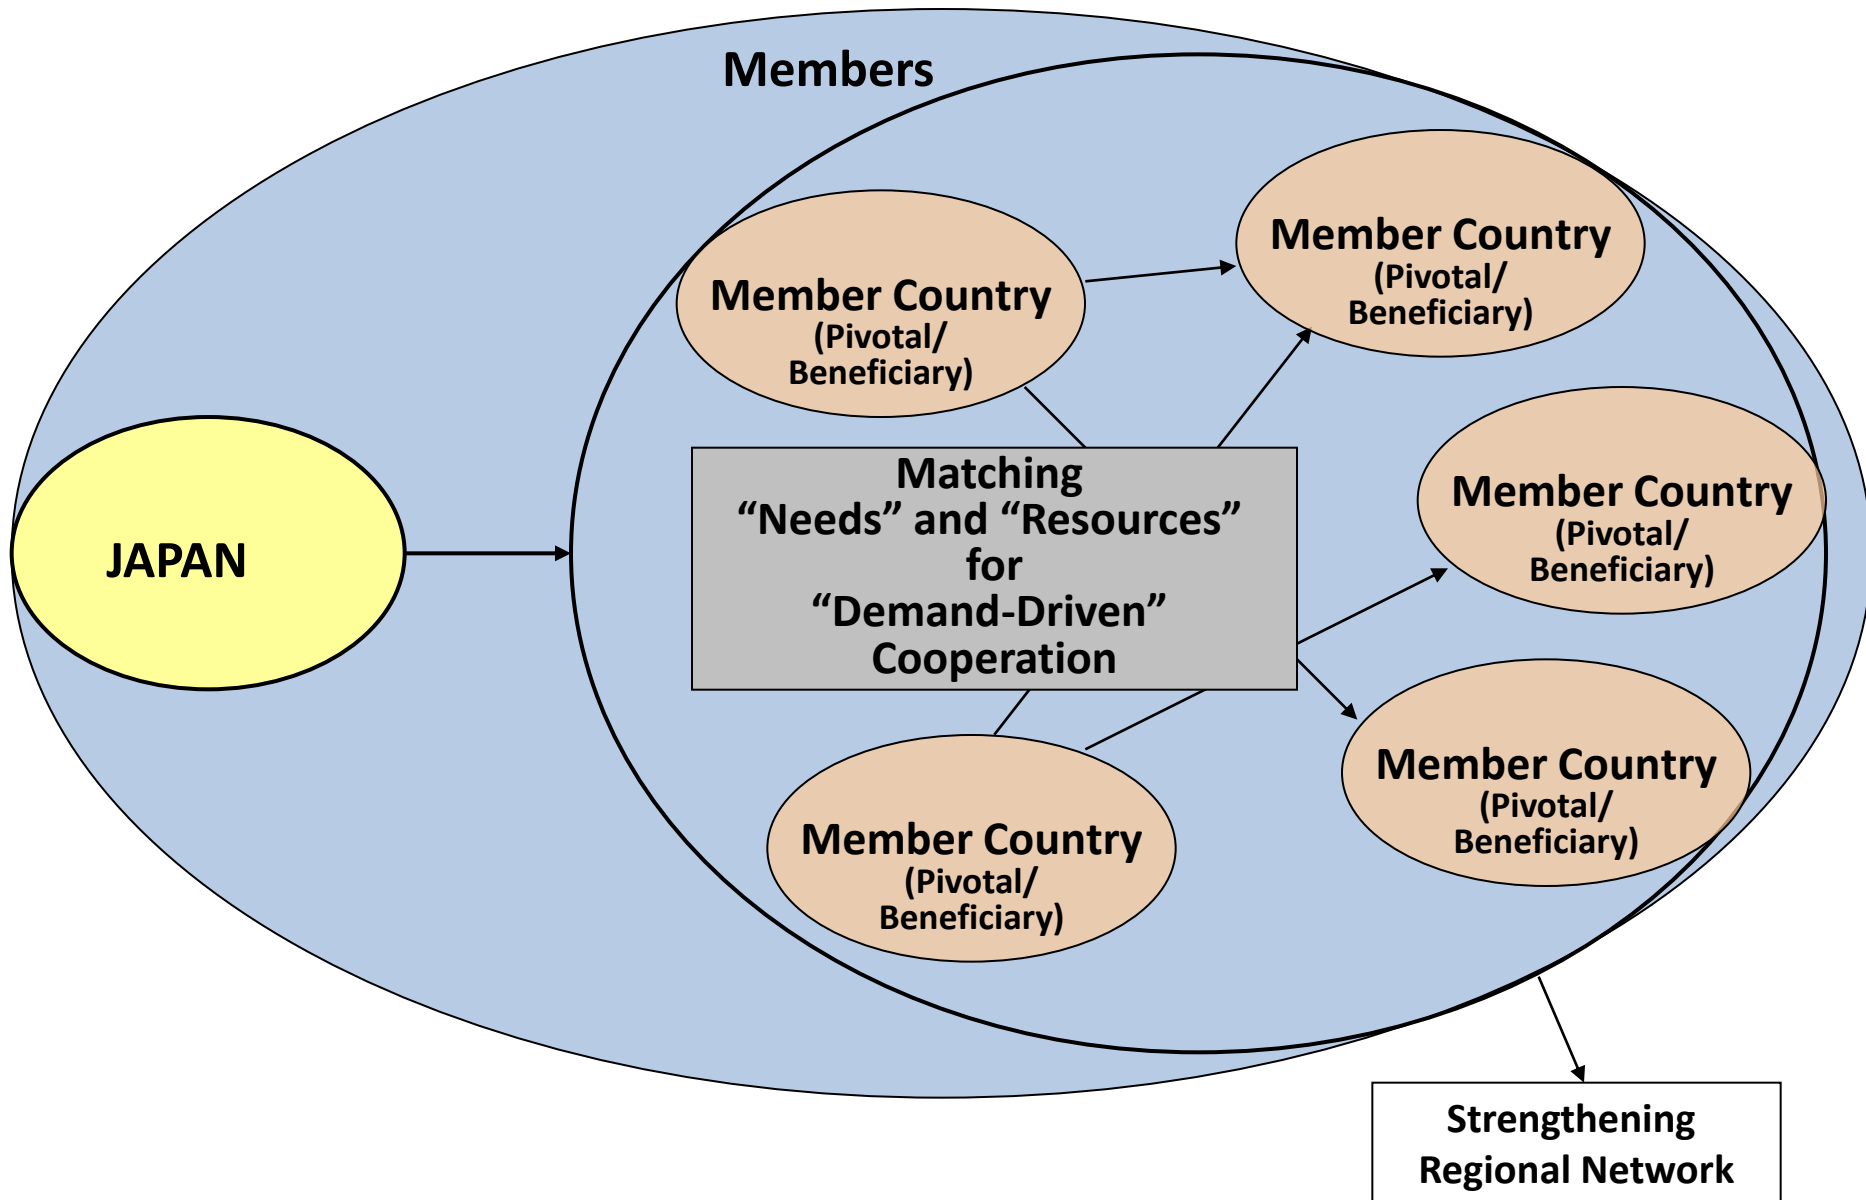 Members
Member Country
(Pivotal/
Beneficiary)
Member Country
(Pivotal/
Beneficiary)
JAPAN
Matching
“Needs” and “Resources”
for
“Demand-Driven”
Cooperation
Member Country
(Pivotal/
Beneficiary)
Member Country
(Pivotal/
Beneficiary)
Member Country
(Pivotal/
Beneficiary)
Strengthening
Regional Network